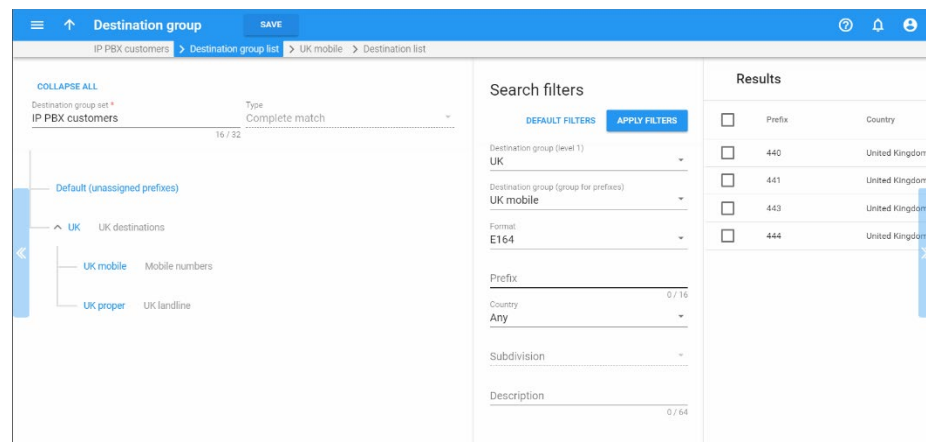 Destination group SAVE
IP PBX customers > Destination group list > UK mobile > Destination list
COLLAPSE ALL
Destination group set *
IP PBX customers
16 / 32
Type
Complete match
Default (unassigned prefixes)
UK UK destinations
UK mobile Mobile numbers
UK proper UK landline
Search filters
DEFAULT FILTERS APPLY FILTERS
Destination group (level 1)
UK
Destination group (group for prefixes)
UK mobile
Format
E164
Prefix
0 / 16
Country
Any
Subdivision
Description
0 / 64
Results
Prefix Country
440 United Kingdom
441 United Kingdom
443 United Kingdom
444 United Kingdom